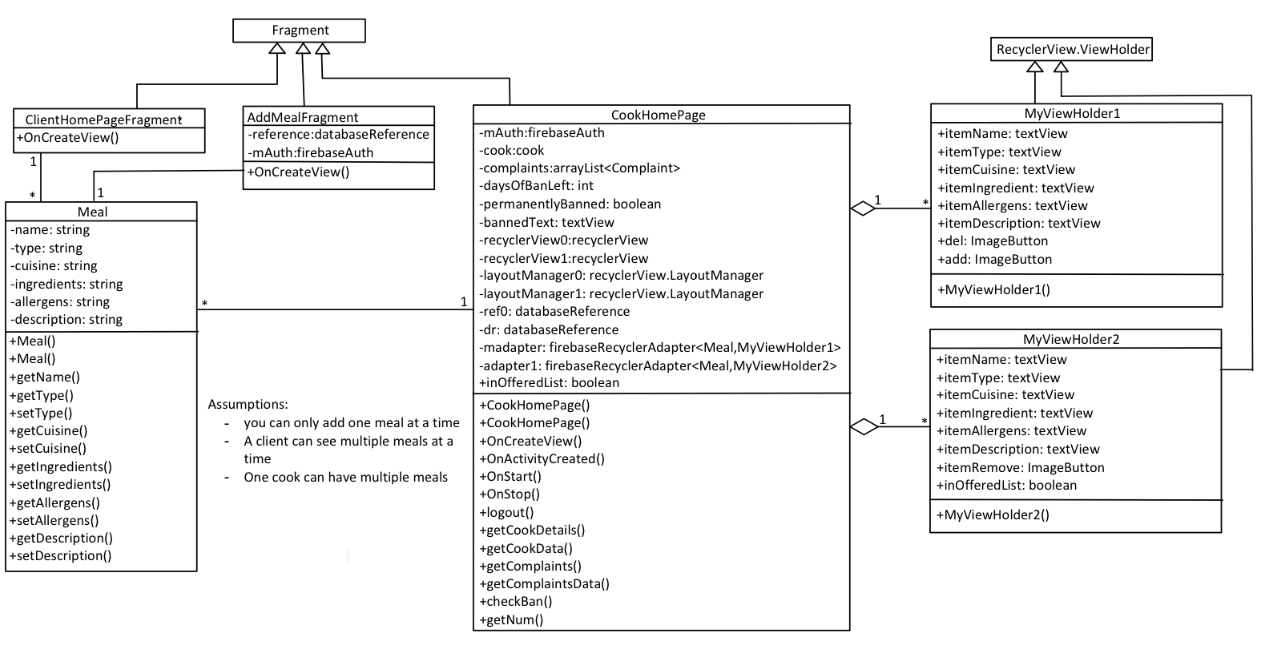 Fragment
RecyclerView.ViewHolder
ClientHomePageFragment
+OnCreateView()
AddMealFragment
-reference:databaseReference
-mAuth:firebaseAuth
+OnCreateView()
1
*
1
Meal
-name: string
-type: string
-cuisine: string
-ingredients: string
-allergens: string
-description: string
+Meal()
+Meal()
+getName()
+getType()
+setType()
+getCuisine()
+setCuisine()
+getIngredients()
+setIngredients()
+getAllergens()
+setAllergens()
+getDescription()
+setDescription()
*
1
Assumptions:
- you can only add one meal at a time
- A client can see multiple meals at a
time
- One cook can have multiple meals
CookHomePage
-mAuth:firebaseAuth
-cook:cook
-complaints:arrayList<Complaint>
-daysOfBanLeft: int
-permanentlyBanned: boolean
-bannedText: textView
-recyclerView0:recyclerView
-recyclerView1:recyclerView
-layoutManager0: recyclerView.LayoutManager
-layoutManager1: recyclerView.LayoutManager
-ref0: databaseReference
-dr: databaseReference
-madapter: firebaseRecyclerAdapter<Meal,MyViewHolder1>
-adapter1: firebaseRecyclerAdapter<Meal,MyViewHolder2>
+inOfferedList: boolean
+CookHomePage()
+CookHomePage()
+OnCreateView()
+OnActivityCreated()
+OnStart()
+OnStop()
+logout()
+getCookDetails()
+getCookData()
+getComplaints()
+getComplaintsData()
+checkBan()
+getNum()
1
*
1
*
MyViewHolder1
+itemName: textView
+itemType: textView
+itemCuisine: textView
+itemIngredient: textView
+itemAllergens: textView
+itemDescription: textView
+del: ImageButton
+add: ImageButton
+MyViewHolder1()
MyViewHolder2
+itemName: textView
+itemType: textView
+itemCuisine: textView
+itemIngredient: textView
+itemAllergens: textView
+itemDescription: textView
+itemRemove: ImageButton
+inOfferedList: boolean
+MyViewHolder2()